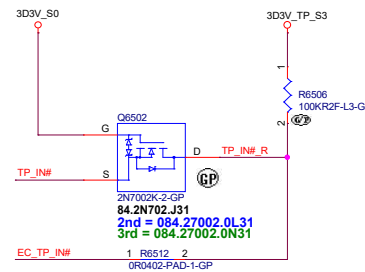 3D3V_S0
3D3V_TP_S3
1
R6506
100KR2F-L3-G
2
GP
Q6502
G
D
TP_IN#_R
TP_IN#
S
GP
2N7002K-2-GP
84.2N702.J31
2nd = 084.27002.0L31
3rd = 084.27002.0N31
EC_TP_IN#
1
R6512
2
0R0402-PAD-1-GP